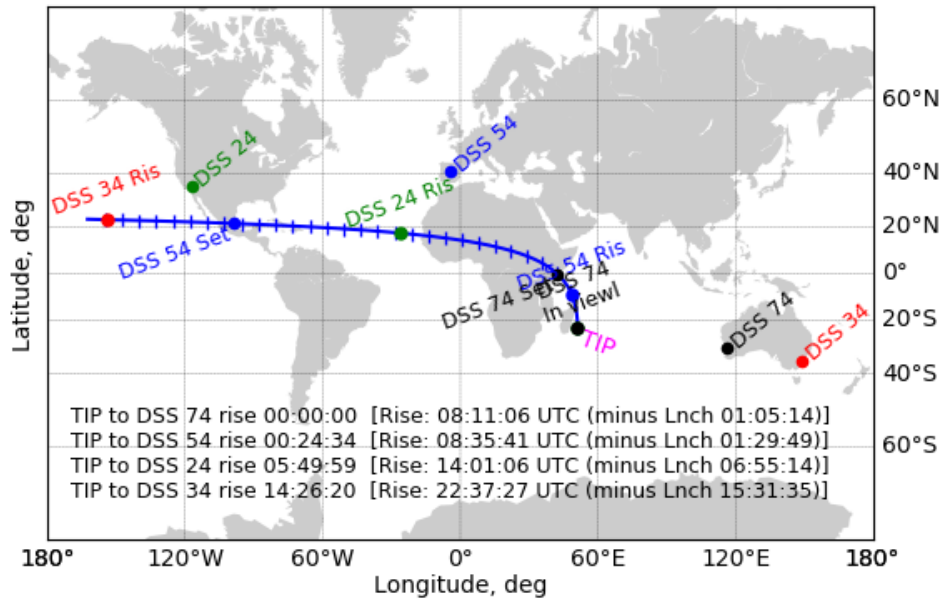 60°N
DSS 24
DSS 54
DSS 34 Ris
40°N
DSS 24 Ris
20°N
DSS 54 Set
DSS 54 Ris
0°
DSS 74 Set
DSS 74
In View1
20°S
TIP
DSS 74
DSS 34
40°S
TIP to DSS 74 rise 00:00:00 [Rise: 08:11:06 UTC (minus Lnch 01:05:14)]
TIP to DSS 54 rise 00:24:34 [Rise: 08:35:41 UTC (minus Lnch 01:29:49)]
60°S
TIP to DSS 24 rise 05:49:59 [Rise: 14:01:06 UTC (minus Lnch 06:55:14)]
TIP to DSS 34 rise 14:26:20 [Rise: 22:37:27 UTC (minus Lnch 15:31:35)]
180° 120°W 60°W 0° 60°E 120°E 180°
Longitude, deg
Latitude, deg